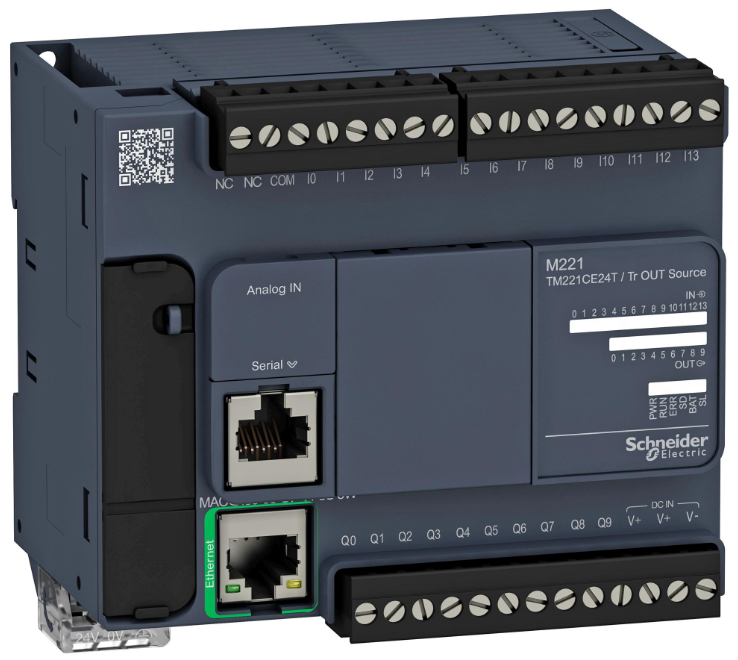 NC NC COM I0 I1 I2 I3 I4 I5 I6 I7 I8 I9 I10 I11 I12 I13
Analog IN
Serial
M221
TM221CE24T / Tr OUT Source
IN
0 1 2 3 4 5 6 7 8 9 10 11 12 13
0 1 2 3 4 5 6 7 8 9
OUT
PWR
RUN
ERR
SD
BAT
SL
Schneider
Electric
Ethernet
DC IN
Q0 Q1 Q2 Q3 Q4 Q5 Q6 Q7 Q8 Q9 V+ V+ V-
24V 0V